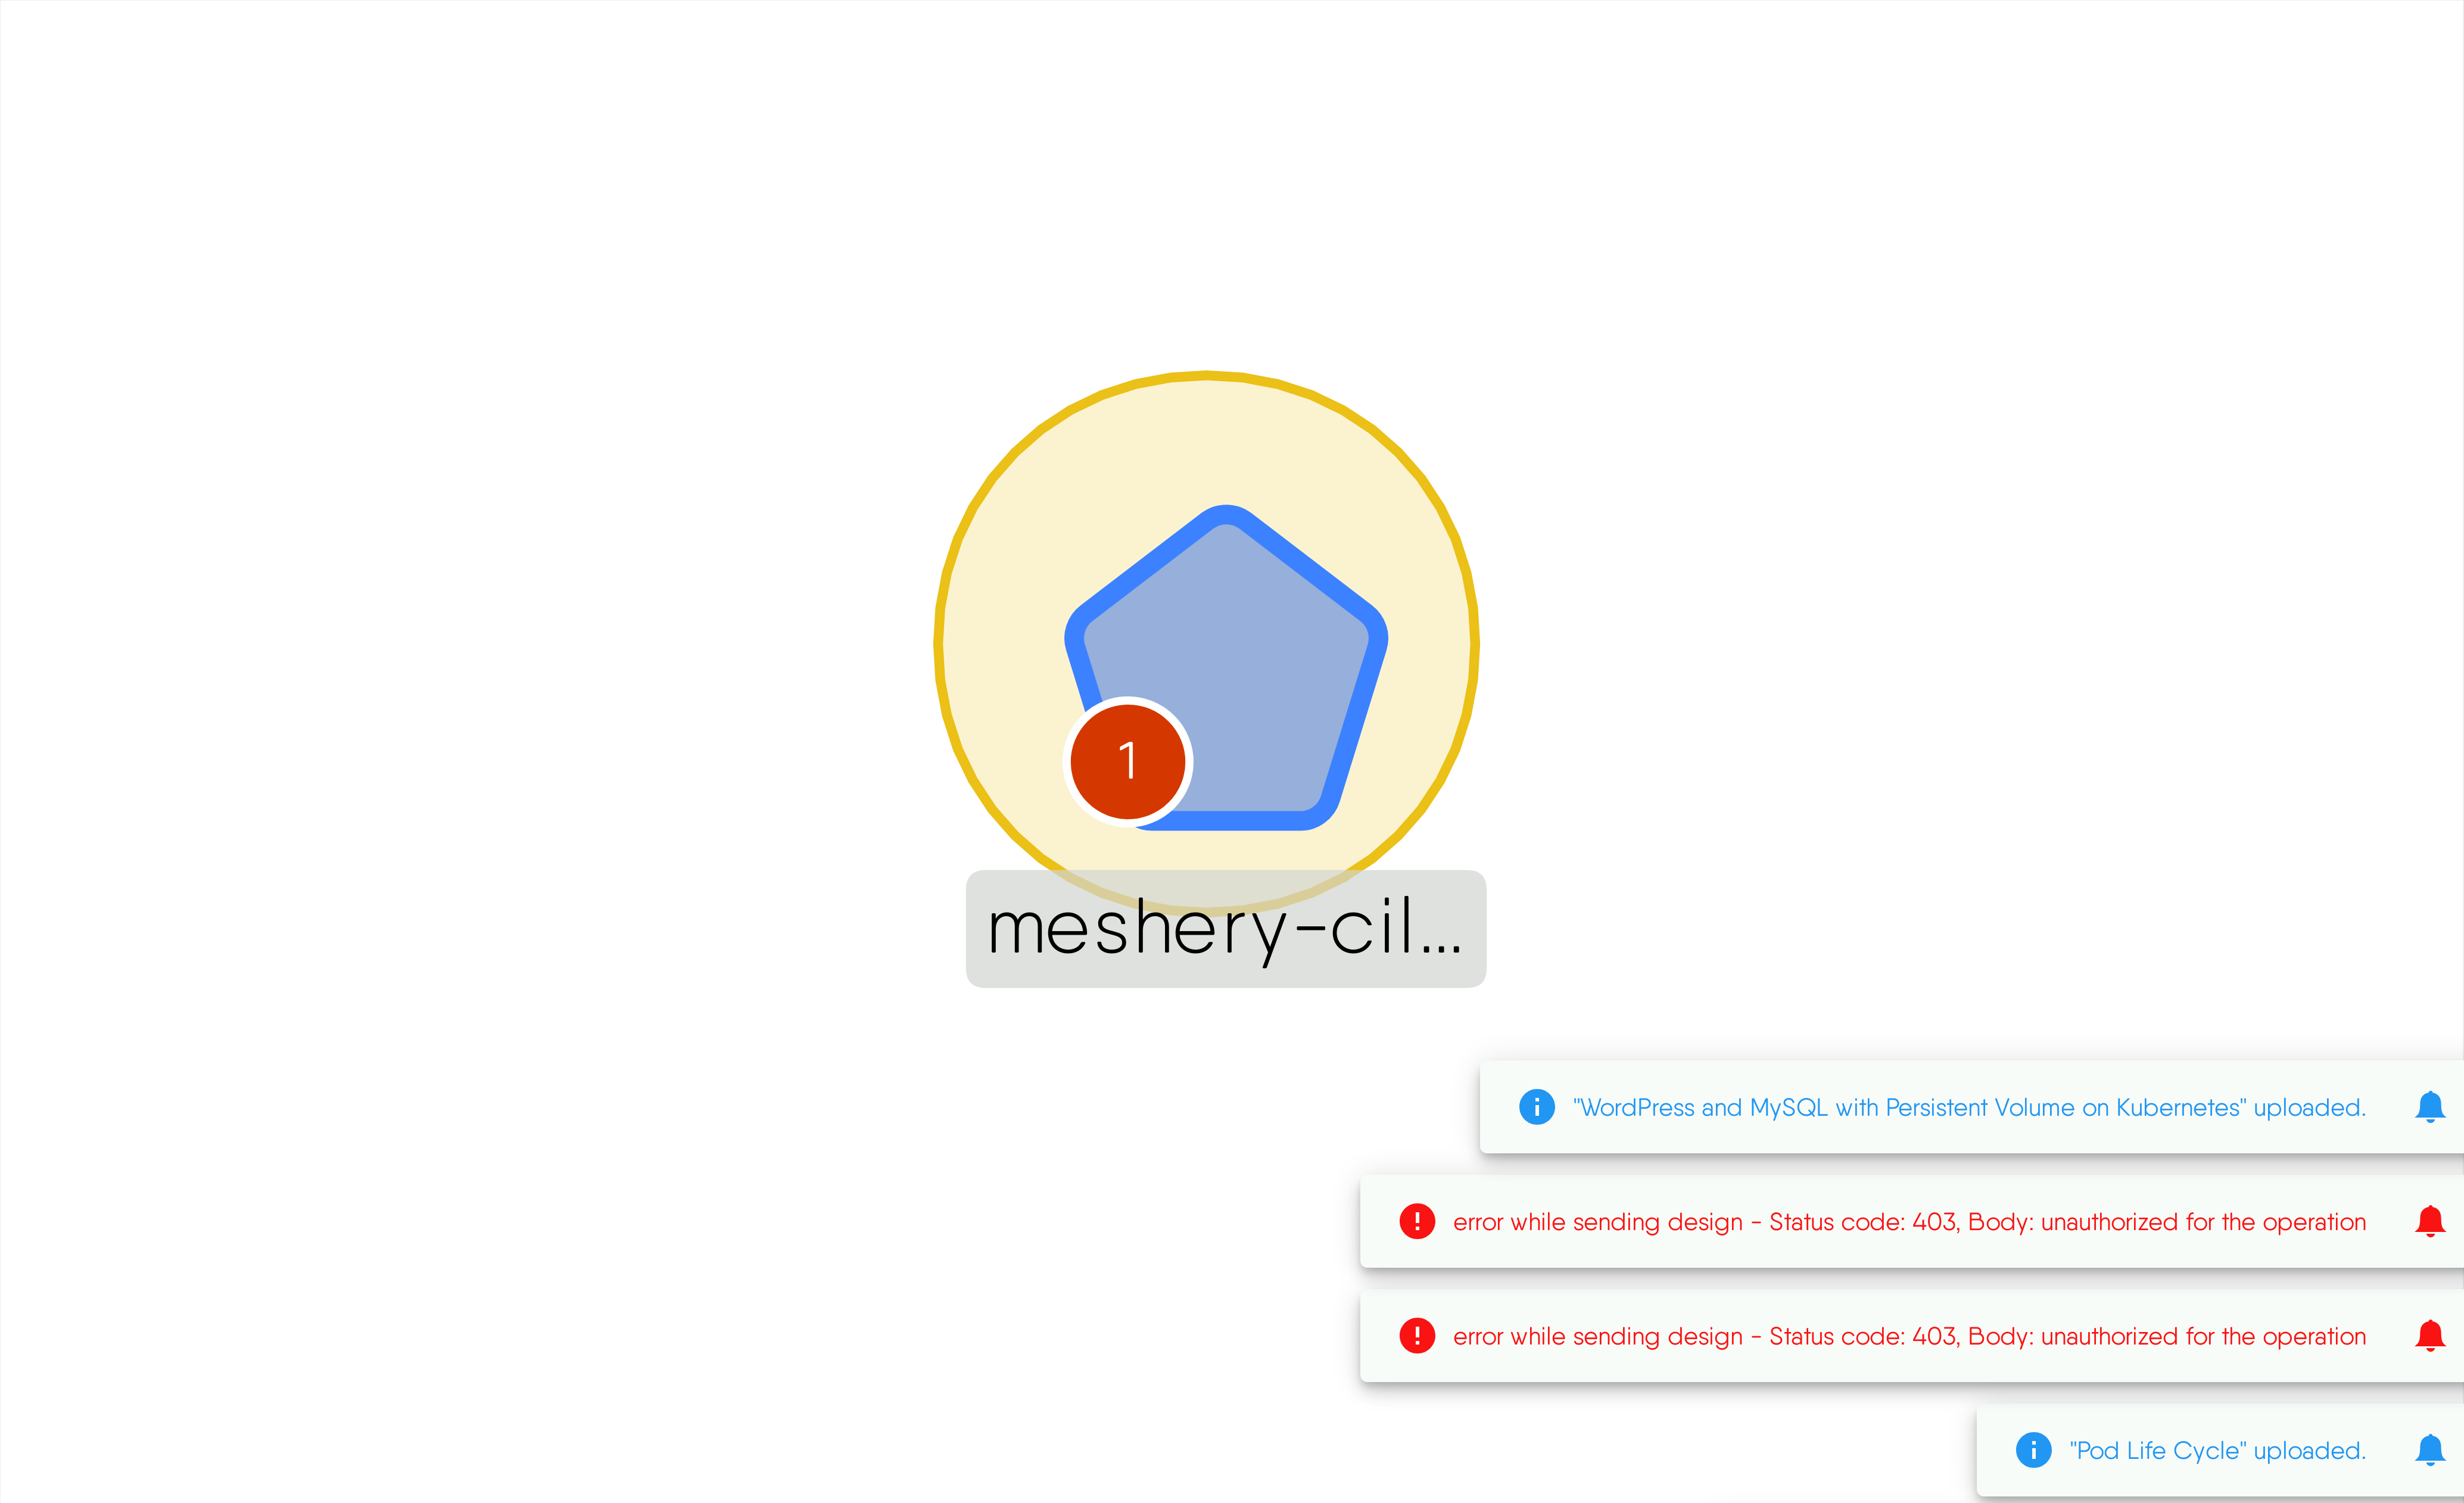 1
meshery-cil...
"WordPress and MySQL with Persistent Volume on Kubernetes" uploaded.
error while sending design - Status code: 403, Body: unauthorized for the operation
error while sending design - Status code: 403, Body: unauthorized for the operation
"Pod Life Cycle" uploaded.